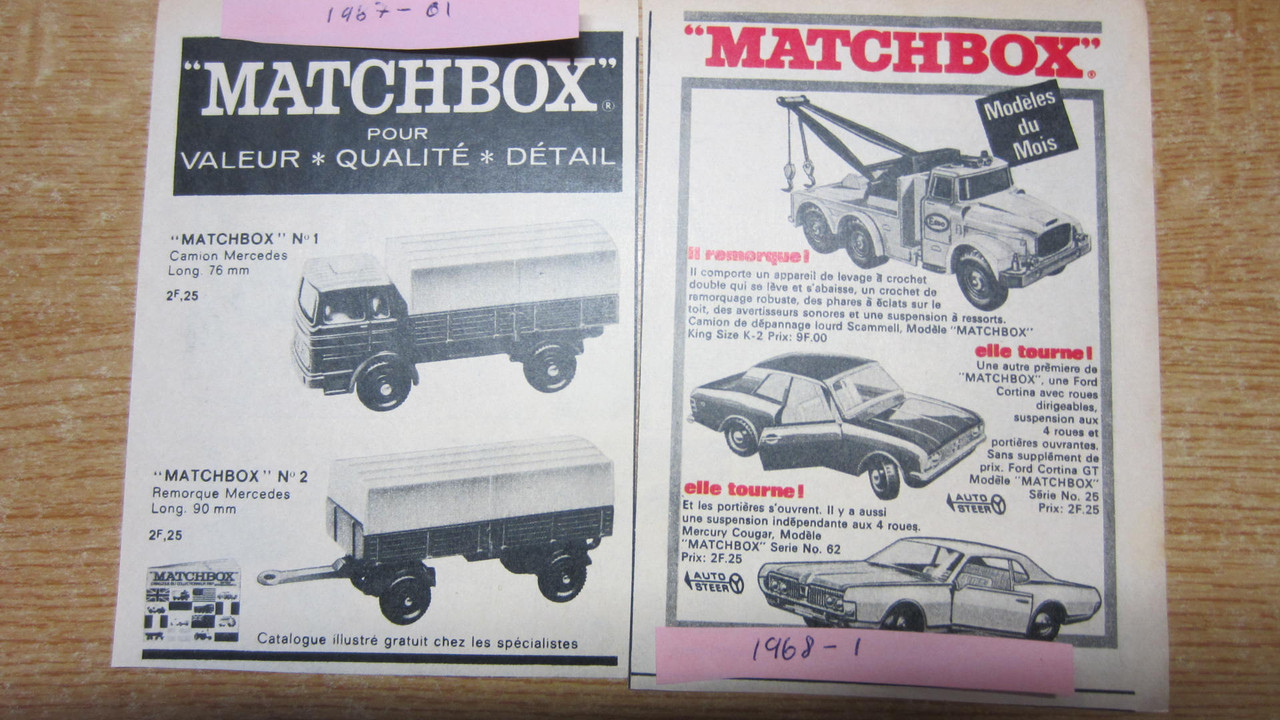 1967-01
"MATCHBOX"®
POUR
VALEUR * QUALITÉ * DÉTAIL
"MATCHBOX" Nº 1
Camion Mercedes
Long. 76 mm
2F,25
"MATCHBOX" Nº 2
Remorque Mercedes
Long. 90 mm
2F,25
MATCHBOX
Catalogue illustré gratuit chez les spécialistes
"MATCHBOX"®
Modèles
du
Mois
Esso
il remorque!
Il comporte un appareil de levage à crochet
double qui se lève et s'abaisse, un crochet de
remorquage robuste, des phares à éclats sur le
toit, des avertisseurs sonores et une suspension à ressorts.
Camion de dépannage lourd Scammell, Modèle "MATCHBOX"
King Size K-2 Prix: 9F.00
elle tourne!
Une autre prèmiere de
"MATCHBOX", une Ford
Cortina avec roues
dirigeables,
suspension aux
4 roues et
portières ouvrantes.
Sans supplément de
prix. Ford Cortina GT
Modèle "MATCHBOX"
Série No. 25
Prix: 2F.25
AUTO
STEER
elle tourne!
Et les portières s'ouvrent. Il y a aussi
une suspension indépendante aux 4 roues.
Mercury Cougar, Modèle
"MATCHBOX" Serie No. 62
Prix: 2F.25
AUTO
STEER
1968-1